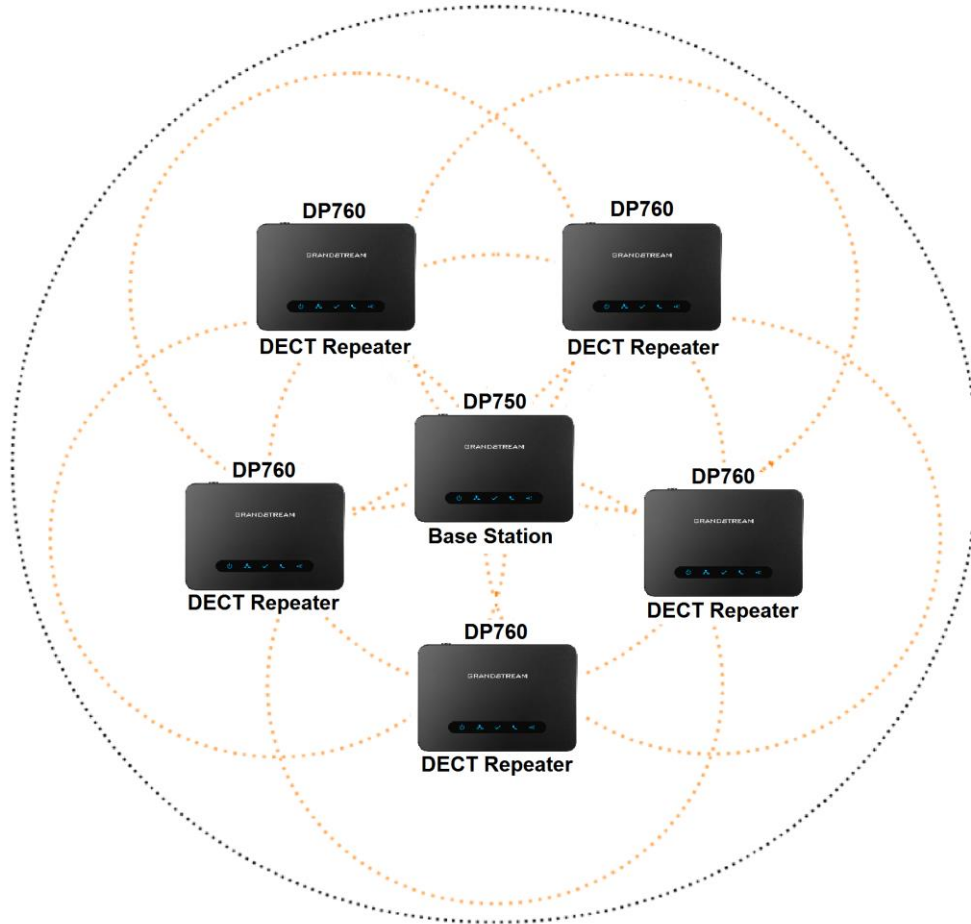 DP760
DP760
GRANDSTREAM
GRANDSTREAM
DECT Repeater
DECT Repeater
DP750
GRANDSTREAM
Base Station
DP760
DP760
GRANDSTREAM
GRANDSTREAM
DECT Repeater
DECT Repeater
DP760
GRANDSTREAM
DECT Repeater